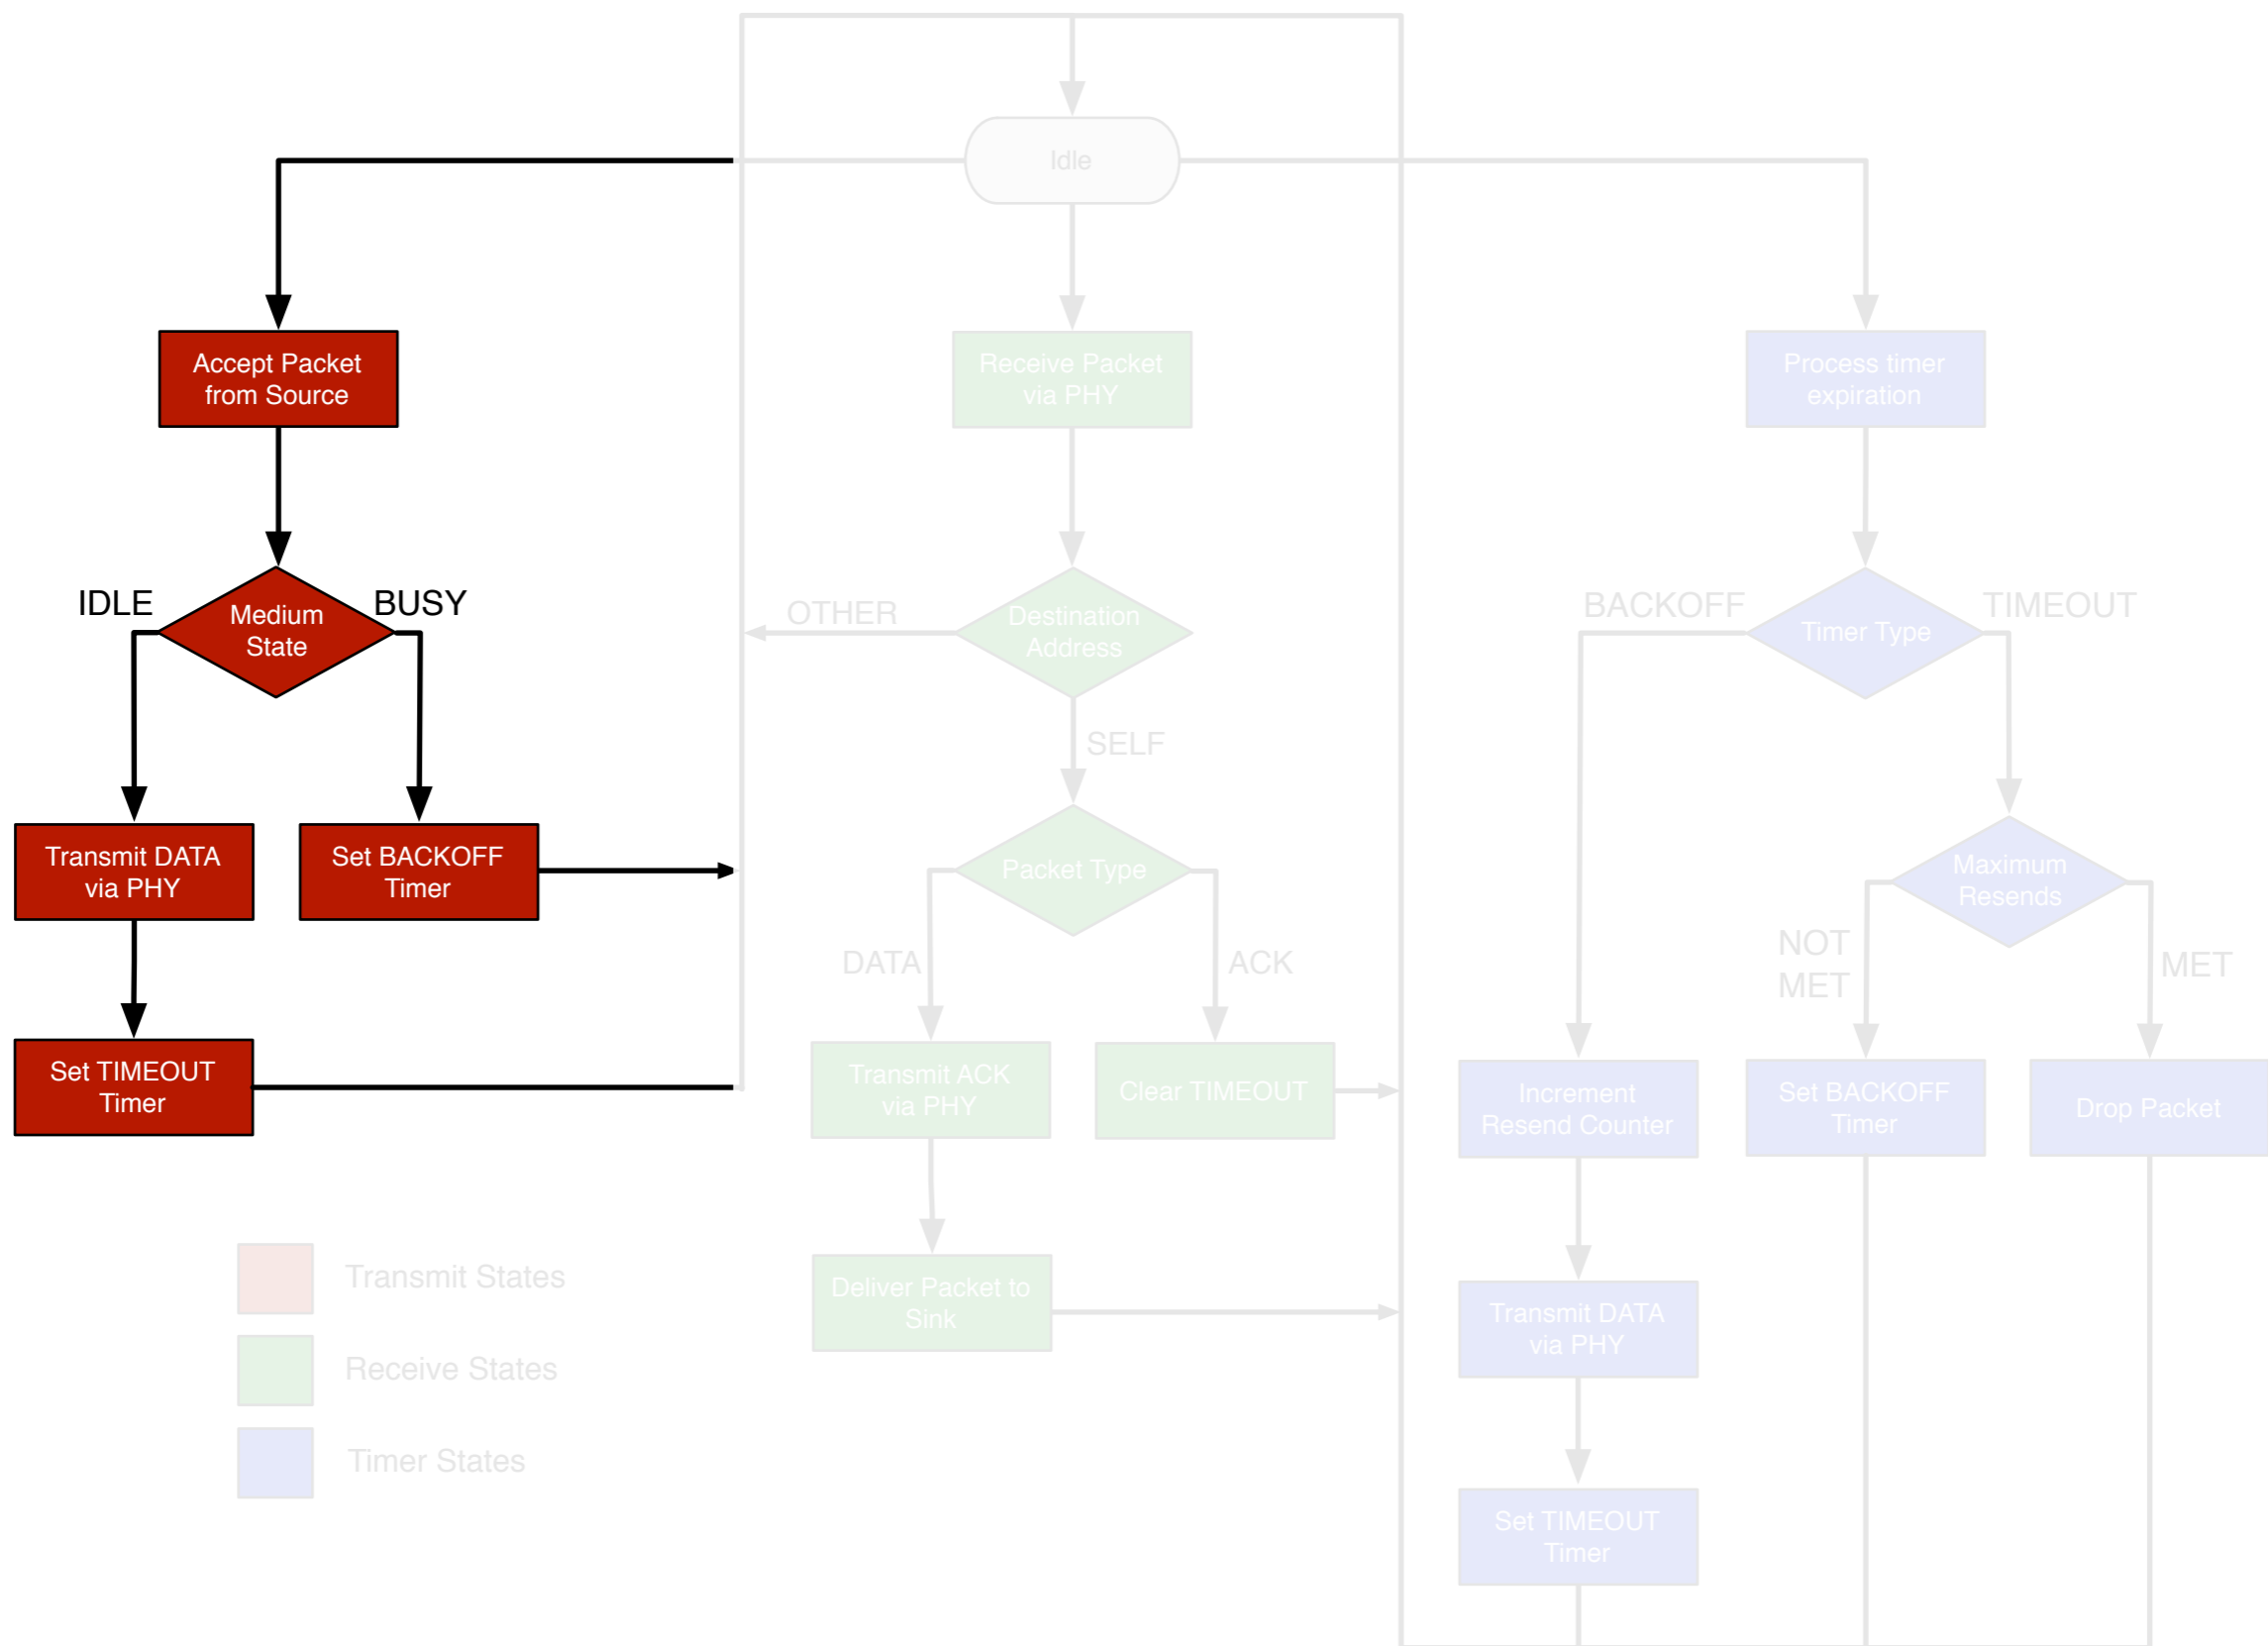 Idle
Accept Packet
from Source
Receive Packet
via PHY
Process timer
expiration
IDLE
Medium
State
BUSY
OTHER
Destination
Address
BACKOFF
Timer Type
TIMEOUT
SELF
Transmit DATA
via PHY
Set BACKOFF
Timer
Packet Type
Maximum
Resends
DATA
ACK
NOT
MET
MET
Set TIMEOUT
Timer
Transmit ACK
via PHY
Clear TIMEOUT
Increment
Resend Counter
Set BACKOFF
Timer
Drop Packet
Transmit States
Deliver Packet to
Sink
Transmit DATA
via PHY
Receive States
Timer States
Set TIMEOUT
Timer